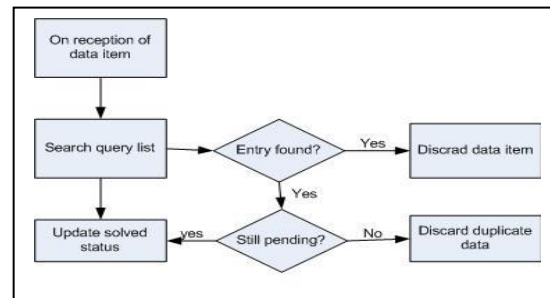 On reception of
data item
Search query list
Entry found?
Yes
Discrad data item
Yes
Update solved
status
yes
Still pending?
No
Discard duplicate
data